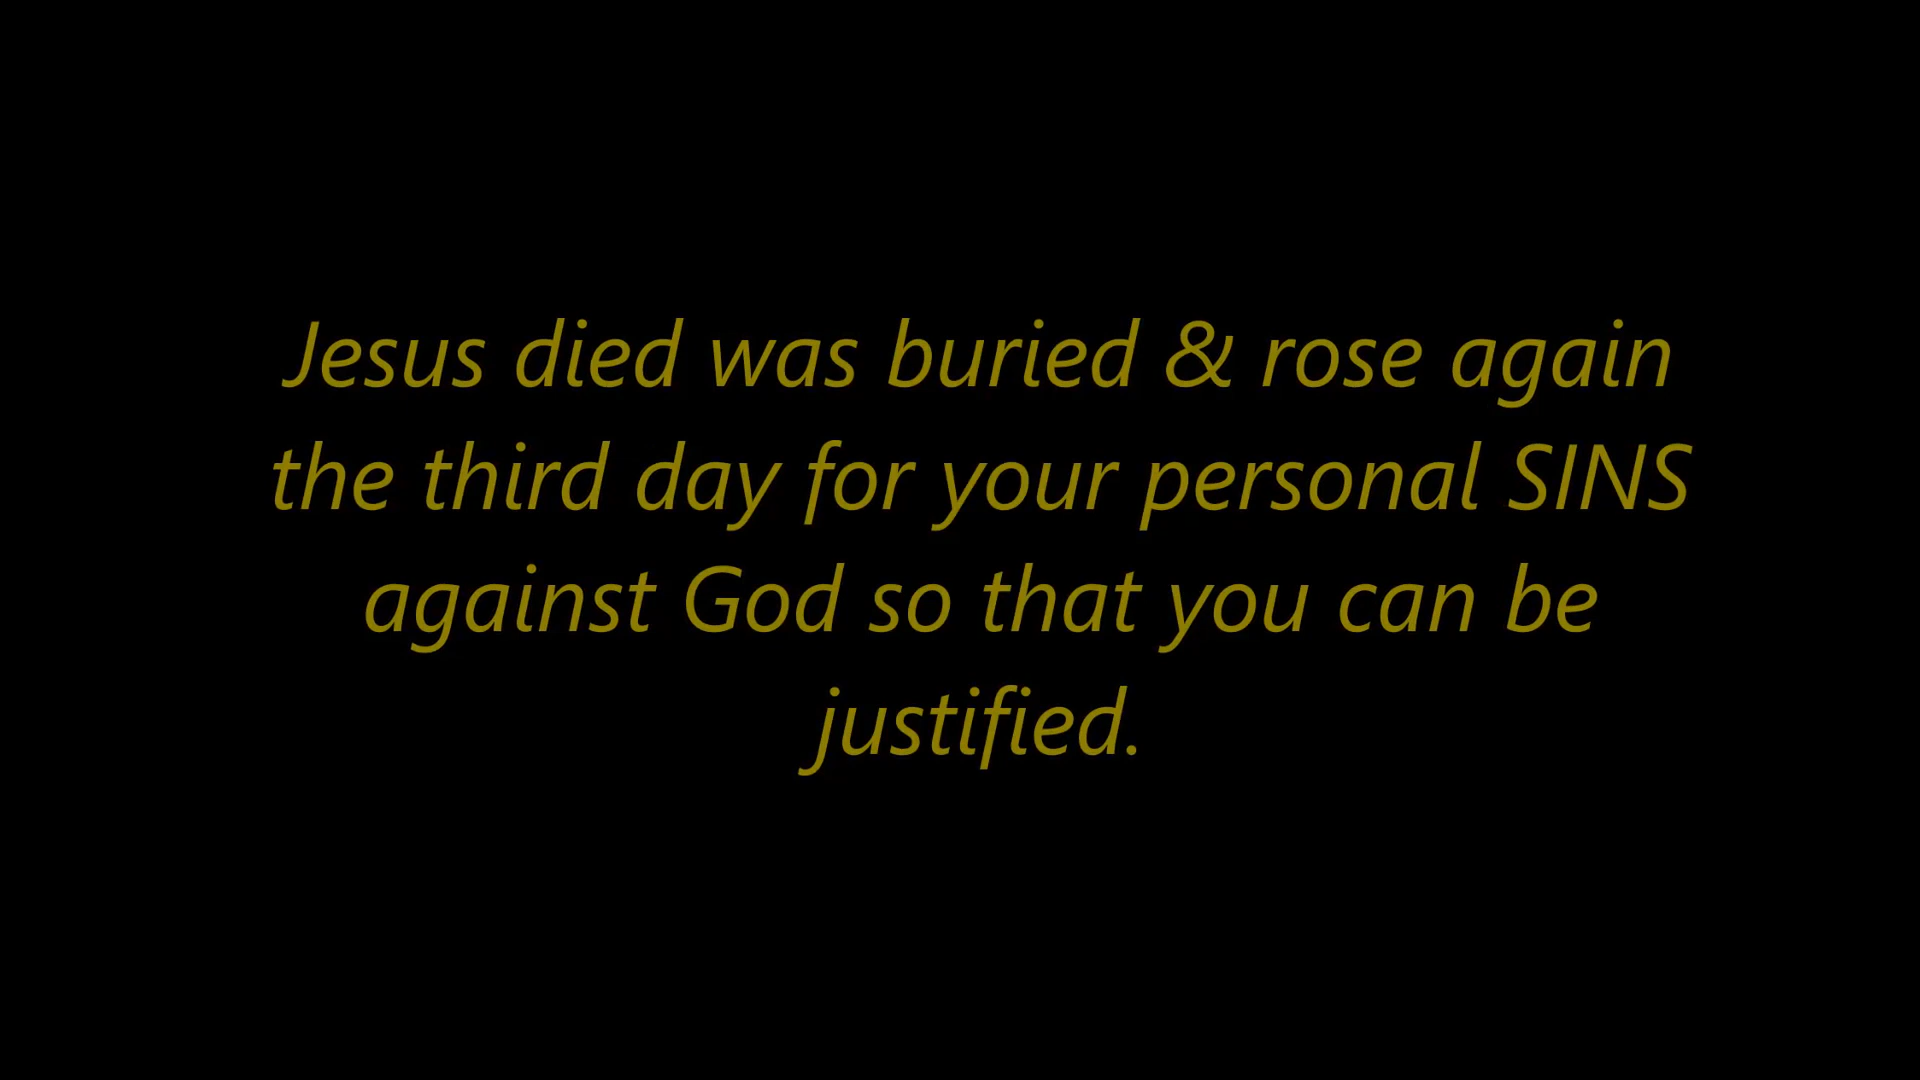 Jesus died was buried & rose again
the third day for your personal SINS
against God so that you can be
justified.